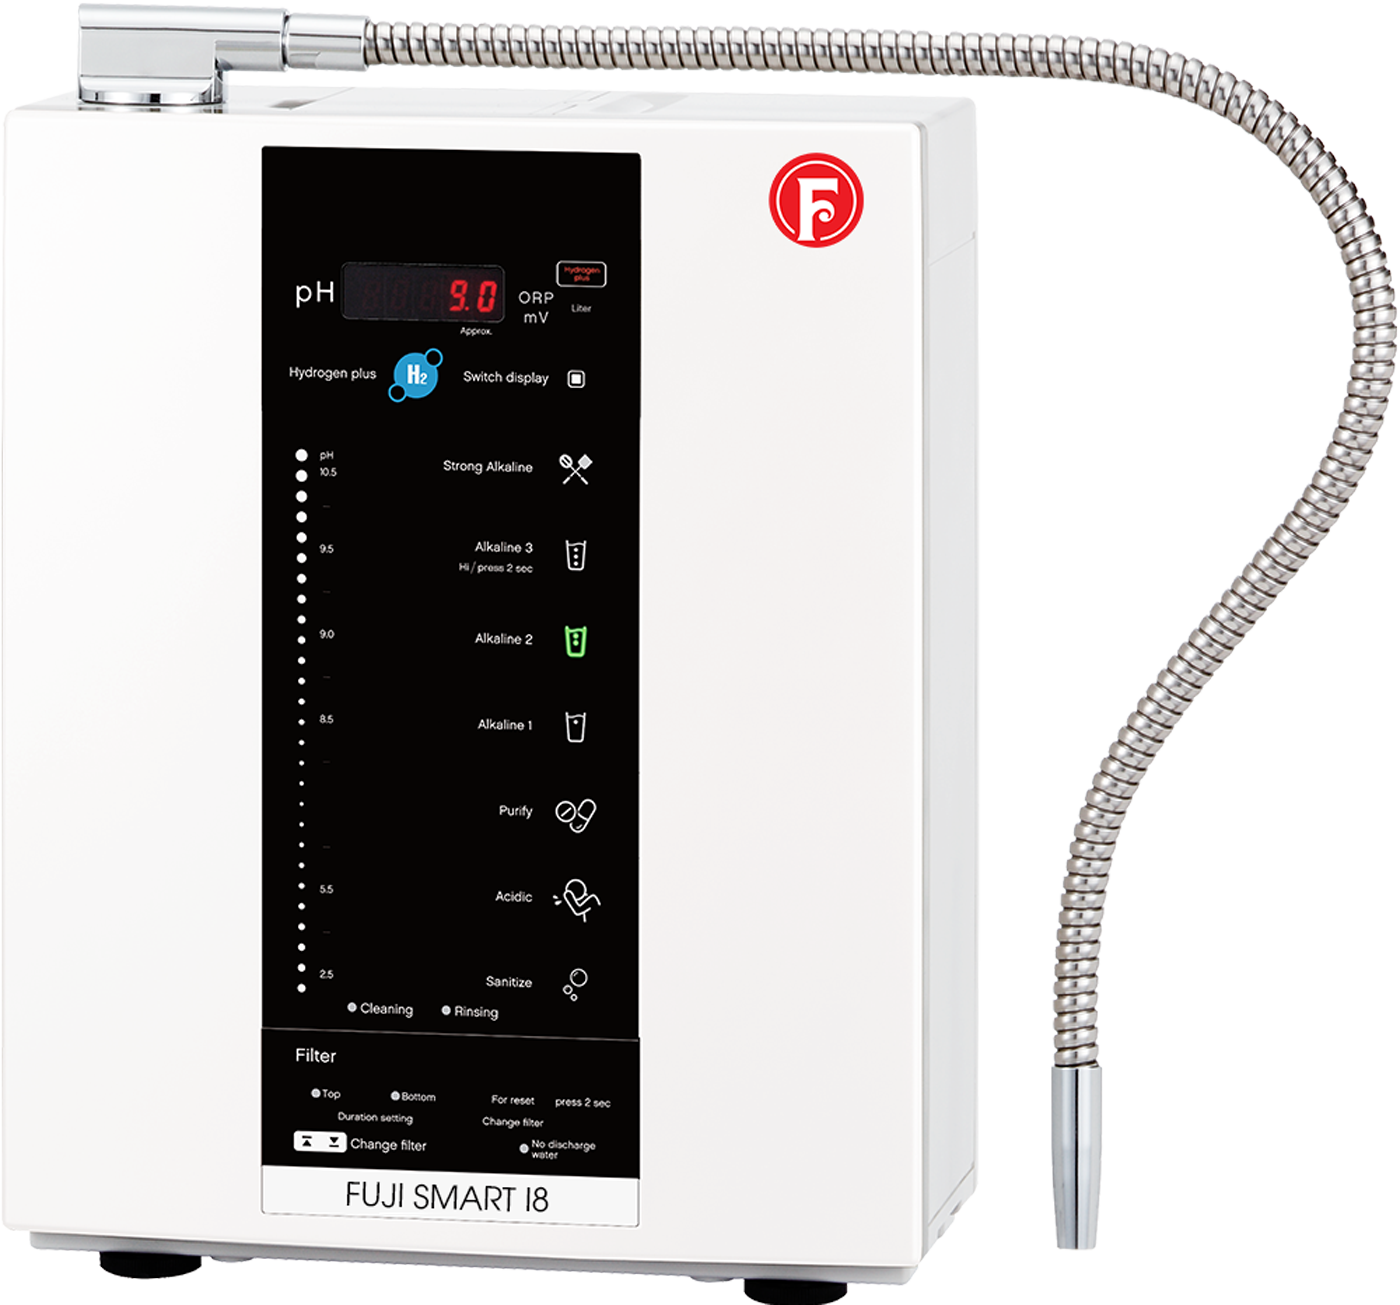 F
pH 9.0 ORP
mV
Approx.
Hydrogen
plus
Liter
Hydrogen plus H2 Switch display
pH
10.5
Strong Alkaline
9.5
Alkaline 3
Hi / press 2 sec
9.0
Alkaline 2
8.5
Alkaline 1
Purify
5.5
Acidic
2.5
Sanitize
Cleaning Rinsing
Filter
Top Bottom For reset press 2 sec
Duration setting Change filter
Change filter No discharge
water
FUJI SMART I8